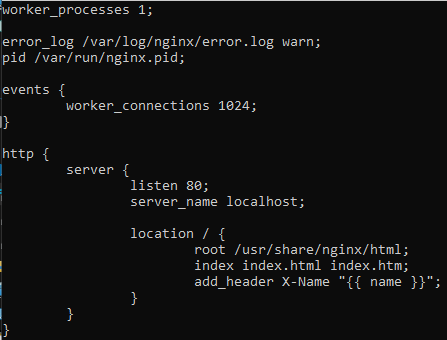 worker_processes 1;
error_log /var/log/nginx/error.log warn;
pid /var/run/nginx.pid;
events {
worker_connections 1024;
}
http {
server {
listen 80;
server_name localhost;
location / {
root /usr/share/nginx/html;
index index.html index.htm;
add_header X-Name "{{ name }}";
}
}
}